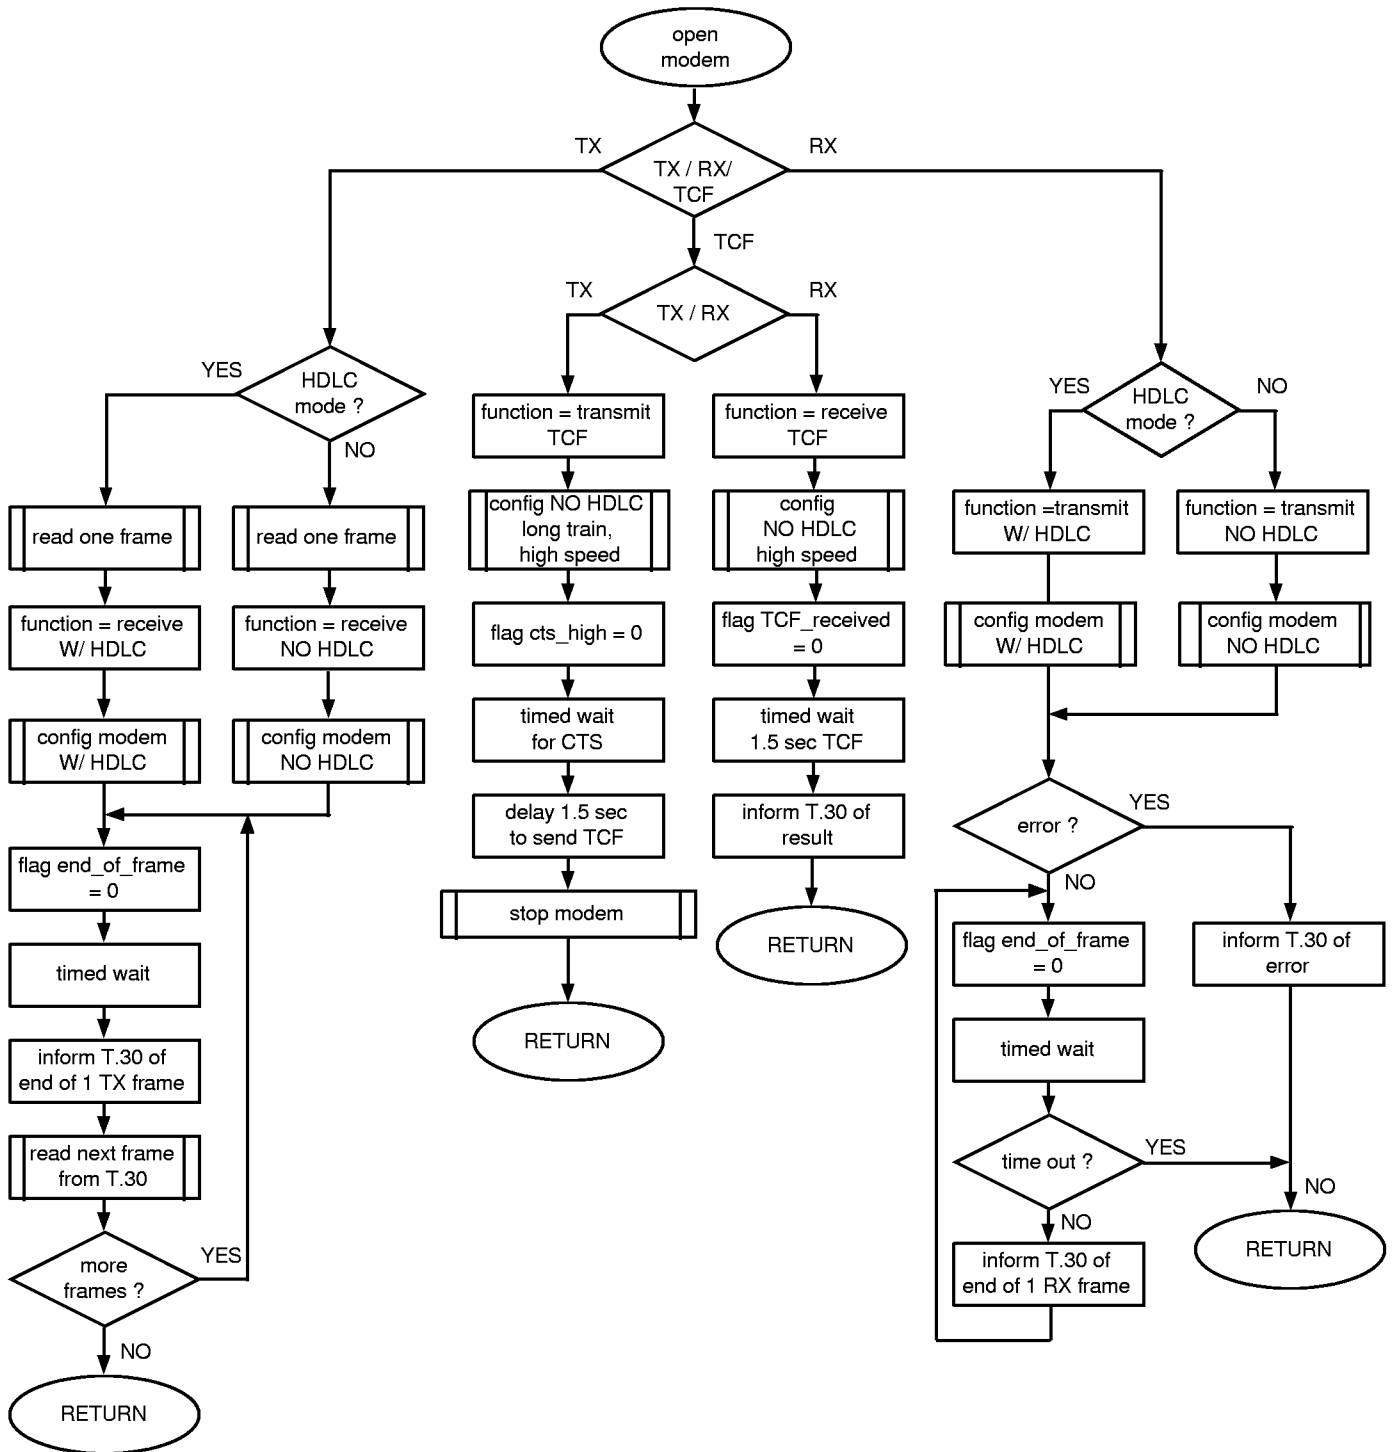 open
modem
TX
TX / RX/
TCF
RX
TCF
TX
TX / RX
RX
YES
HDLC
mode ?
NO
read one frame
function = receive
W/ HDLC
config modem
W/ HDLC
read one frame
function = receive
NO HDLC
config modem
NO HDLC
flag end_of_frame
= 0
timed wait
inform T.30 of
end of 1 TX frame
read next frame
from T.30
more
frames ?
YES
NO
RETURN
function = transmit
TCF
config NO HDLC
long train,
high speed
flag cts_high = 0
timed wait
for CTS
delay 1.5 sec
to send TCF
stop modem
RETURN
function = receive
TCF
config
NO HDLC
high speed
flag TCF_received
= 0
timed wait
1.5 sec TCF
inform T.30 of
result
RETURN
YES
HDLC
mode ?
NO
function =transmit
W/ HDLC
config modem
W/ HDLC
function = transmit
NO HDLC
config modem
NO HDLC
error ?
YES
NO
flag end_of_frame
= 0
timed wait
time out ?
YES
NO
inform T.30 of
end of 1 RX frame
inform T.30 of
error
NO
RETURN